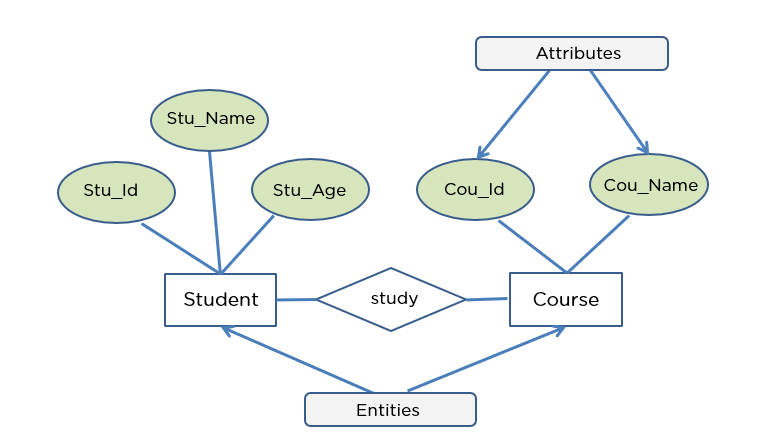 Attributes
Stu_Name
Stu_Id
Stu_Age
Cou_Id
Cou_Name
Student
study
Course
Entities